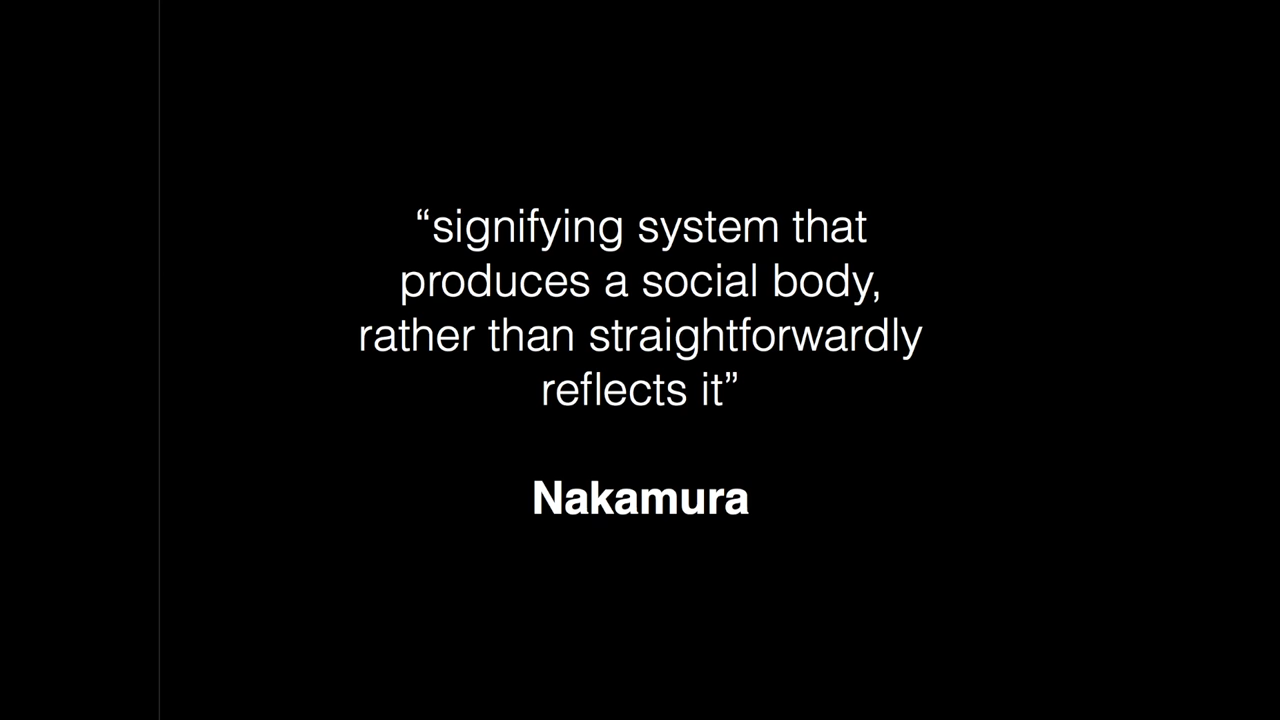 “signifying system that
produces a social body,
rather than straightforwardly
reflects it”
Nakamura